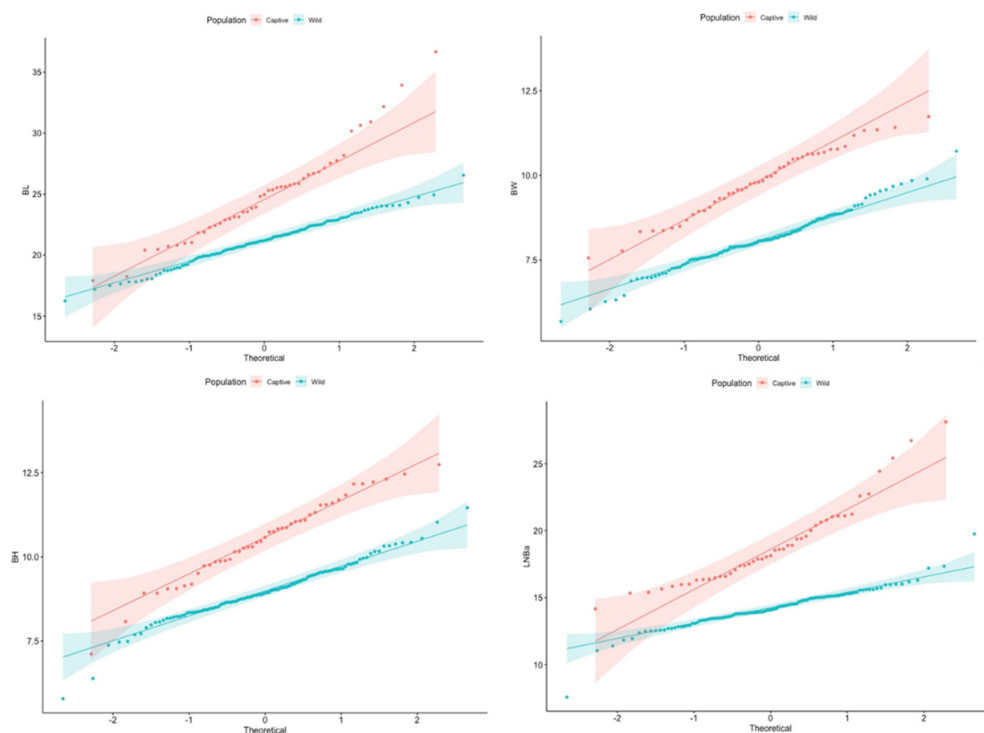 Population Captive Wild
35
30
25
20
15
BL
-2 -1 0 1 2
Theoretical
Population Captive Wild
12.5
10.0
7.5
BW
-2 -1 0 1 2
Theoretical
Population Captive Wild
12.5
10.0
7.5
BH
-2 -1 0 1 2
Theoretical
Population Captive Wild
25
20
15
10
LNBa
-2 -1 0 1 2
Theoretical